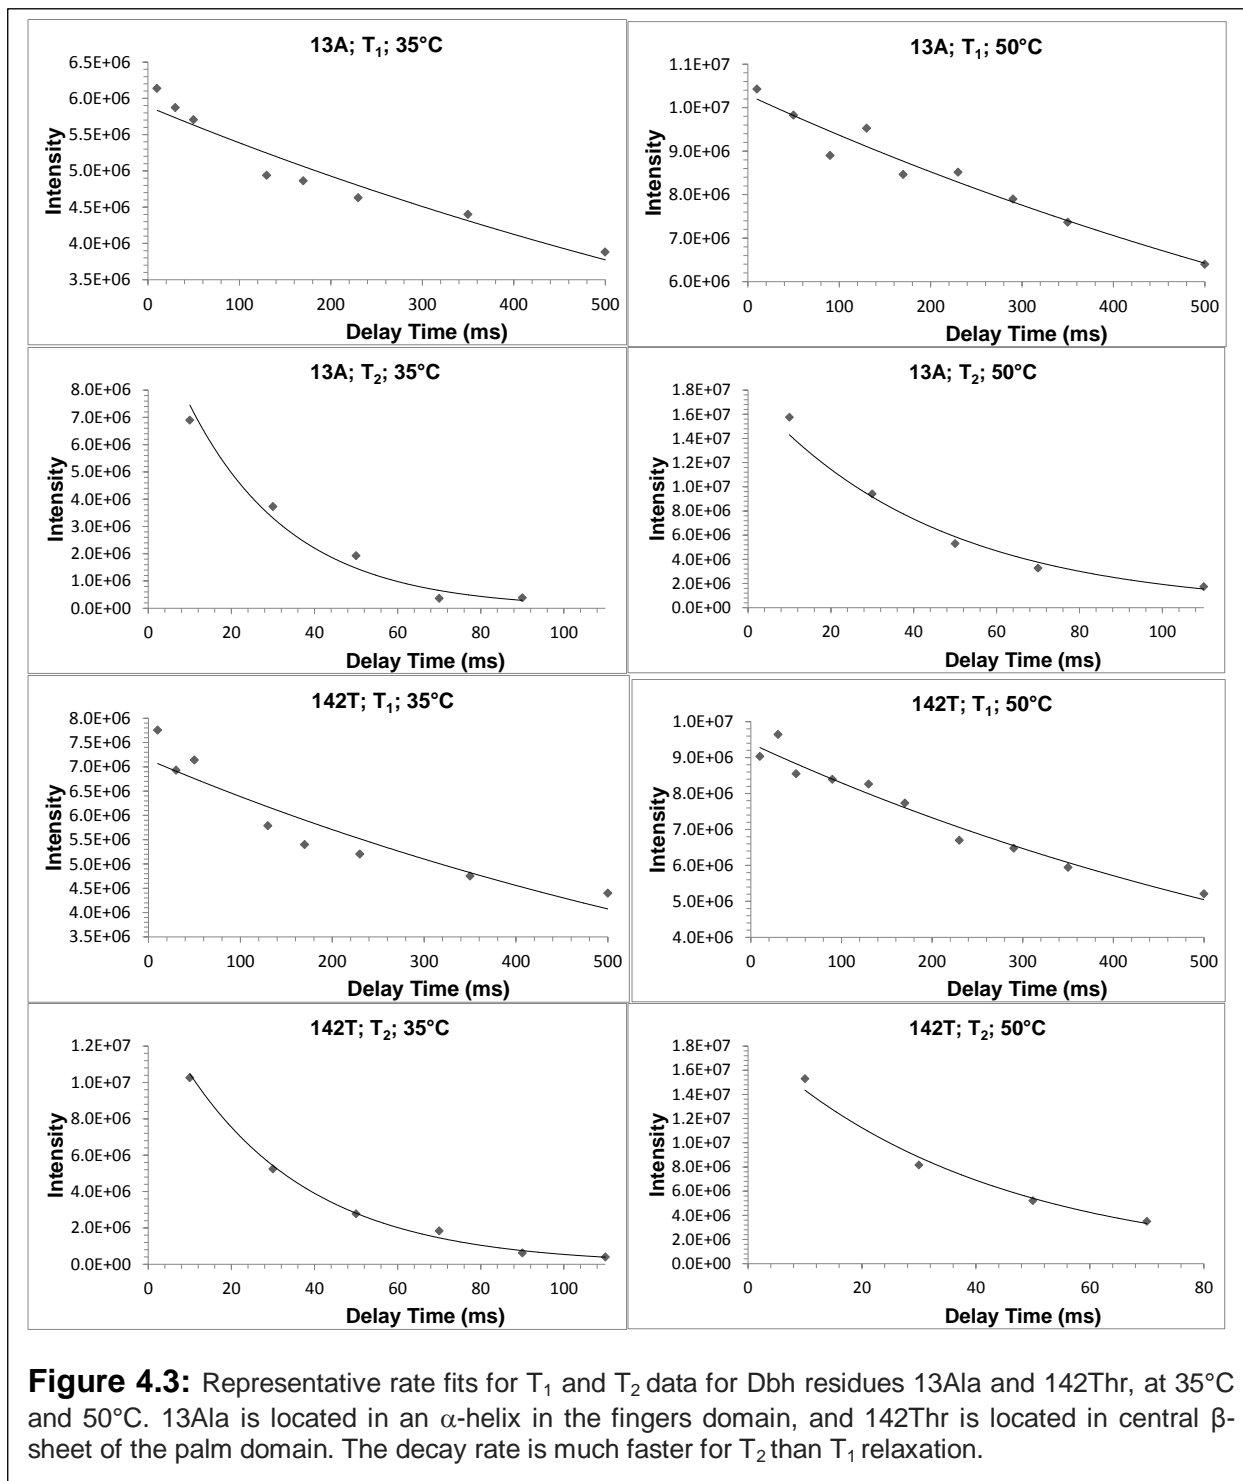 13A; T₁; 35°C
6.5E+06
6.0E+06
5.5E+06
5.0E+06
4.5E+06
4.0E+06
3.5E+06
Intensity
0 100 200 300 400 500
Delay Time (ms)
13A; T₁; 50°C
1.1E+07
1.0E+07
9.0E+06
8.0E+06
7.0E+06
6.0E+06
Intensity
0 100 200 300 400 500
Delay Time (ms)
13A; T₂; 35°C
8.0E+06
7.0E+06
6.0E+06
5.0E+06
4.0E+06
3.0E+06
2.0E+06
1.0E+06
0.0E+00
Intensity
0 20 40 60 80 100
Delay Time (ms)
13A; T₂; 50°C
1.8E+07
1.6E+07
1.4E+07
1.2E+07
1.0E+07
8.0E+06
6.0E+06
4.0E+06
2.0E+06
0.0E+00
Intensity
0 20 40 60 80 100
Delay Time (ms)
142T; T₁; 35°C
8.0E+06
7.5E+06
7.0E+06
6.5E+06
6.0E+06
5.5E+06
5.0E+06
4.5E+06
4.0E+06
3.5E+06
Intensity
0 100 200 300 400 500
Delay Time (ms)
142T; T₁; 50°C
1.0E+07
9.0E+06
8.0E+06
7.0E+06
6.0E+06
5.0E+06
4.0E+06
Intensity
0 100 200 300 400 500
Delay Time (ms)
142T; T₂; 35°C
1.2E+07
1.0E+07
8.0E+06
6.0E+06
4.0E+06
2.0E+06
0.0E+00
Intensity
0 20 40 60 80 100
Delay Time (ms)
142T; T₂; 50°C
1.8E+07
1.6E+07
1.4E+07
1.2E+07
1.0E+07
8.0E+06
6.0E+06
4.0E+06
2.0E+06
0.0E+00
Intensity
0 20 40 60 80
Delay Time (ms)
Figure 4.3: Representative rate fits for T₁ and T₂ data for Dbh residues 13Ala and 142Thr, at 35°C
and 50°C. 13Ala is located in an α-helix in the fingers domain, and 142Thr is located in central β-
sheet of the palm domain. The decay rate is much faster for T₂ than T₁ relaxation.